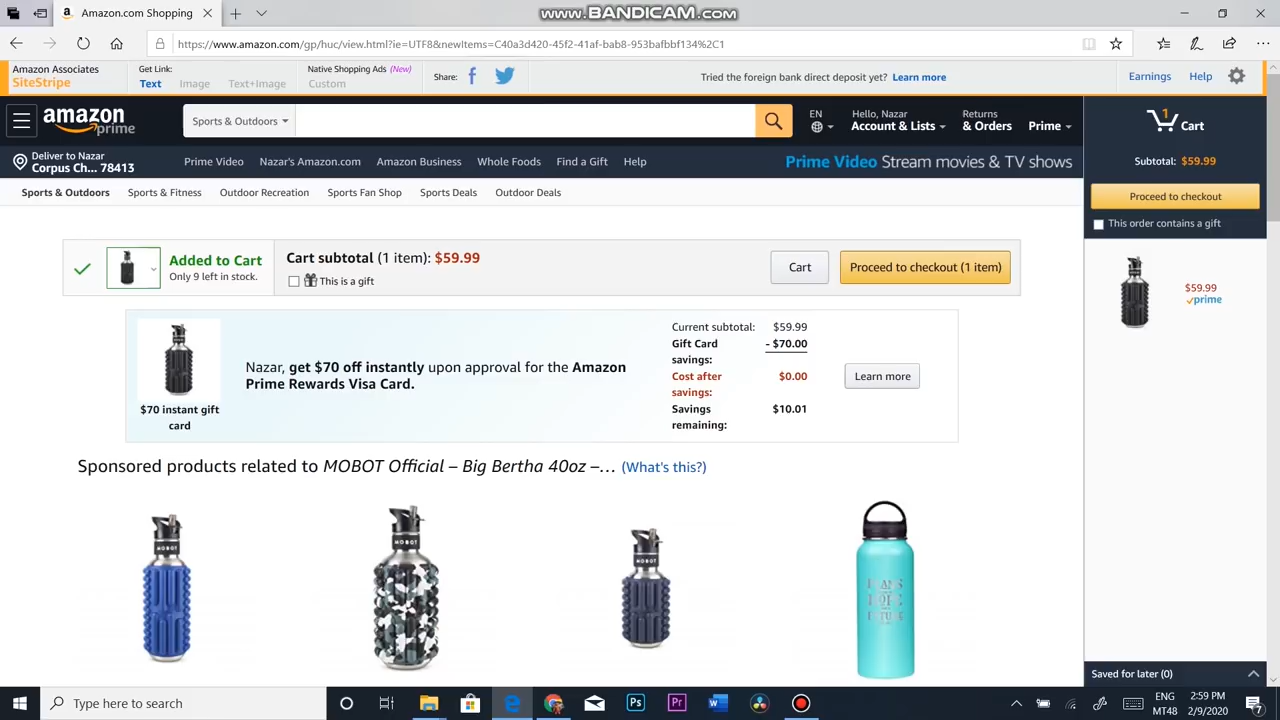 Amazon.com Shopping
www.BANDICAM.com
https://www.amazon.com/gp/huc/view.html?ie=UTF8&newItems=C40a3d420-45f2-41af-bab8-953bafbbf134%2C1
Amazon Associates
SiteStripe
Get Link:
Text Image Text+Image
Native Shopping Ads (New)
Custom
Share:
Tried the foreign bank direct deposit yet? Learn more
Earnings Help
amazon
prime
Sports & Outdoors
EN
Hello, Nazar
Account & Lists
Returns
& Orders
Prime
1
Cart
Deliver to Nazar
Corpus Ch... 78413
Prime Video Nazar's Amazon.com Amazon Business Whole Foods Find a Gift Help
Prime Video Stream movies & TV shows
Subtotal: $59.99
Proceed to checkout
This order contains a gift
Sports & Outdoors Sports & Fitness Outdoor Recreation Sports Fan Shop Sports Deals Outdoor Deals
Added to Cart
Only 9 left in stock.
Cart subtotal (1 item): $59.99
This is a gift
Cart
Proceed to checkout (1 item)
$59.99
prime
$70 instant gift
card
Nazar, get $70 off instantly upon approval for the Amazon
Prime Rewards Visa Card.
Current subtotal: $59.99
Gift Card - $70.00
savings:
Cost after $0.00
savings:
Savings $10.01
remaining:
Learn more
Sponsored products related to MOBOT Official – Big Bertha 40oz –... (What's this?)
MOBOT
MOBOT
MOBOT
PLANS
HOPE
FUTURE
Saved for later (0)
Type here to search
Ps
Pr
ENG
MT48
2:59 PM
2/9/2020
7